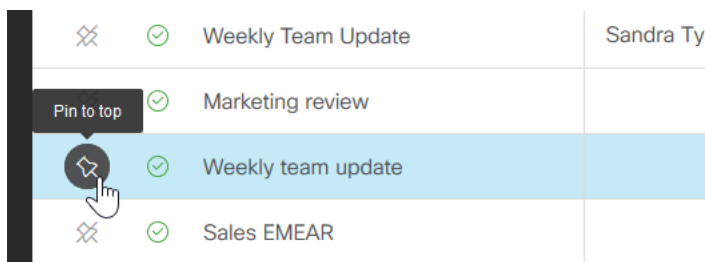 Weekly Team Update Sandra Ty
Marketing review
Pin to top
Weekly team update
Sales EMEAR